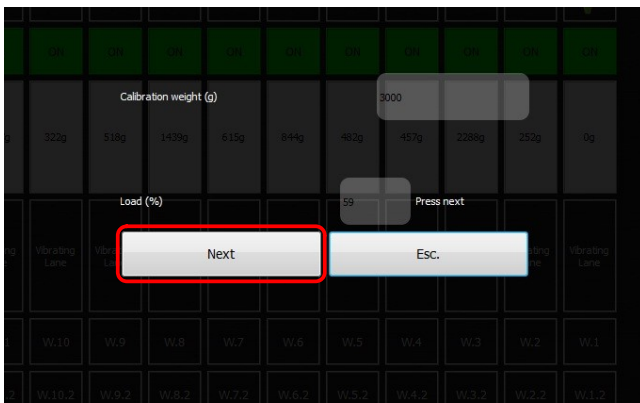 ON ON ON ON ON ON ON ON ON
Calibration weight (g) 3000
g 322g 518g 1439g 615g 844g 482g 457g 2288g 252g 0g
Load (%) 59 Press next
Next Esc.
Vibrating Vibrating
Lane Lane
W.10 W.9 W.8 W.7 W.6 W.5 W.4 W.3 W.2 W.1
W.10.2 W.9.2 W.8.2 W.7.2 W.6.2 W.5.2 W.4.2 W.3.2 W.2.2 W.1.2